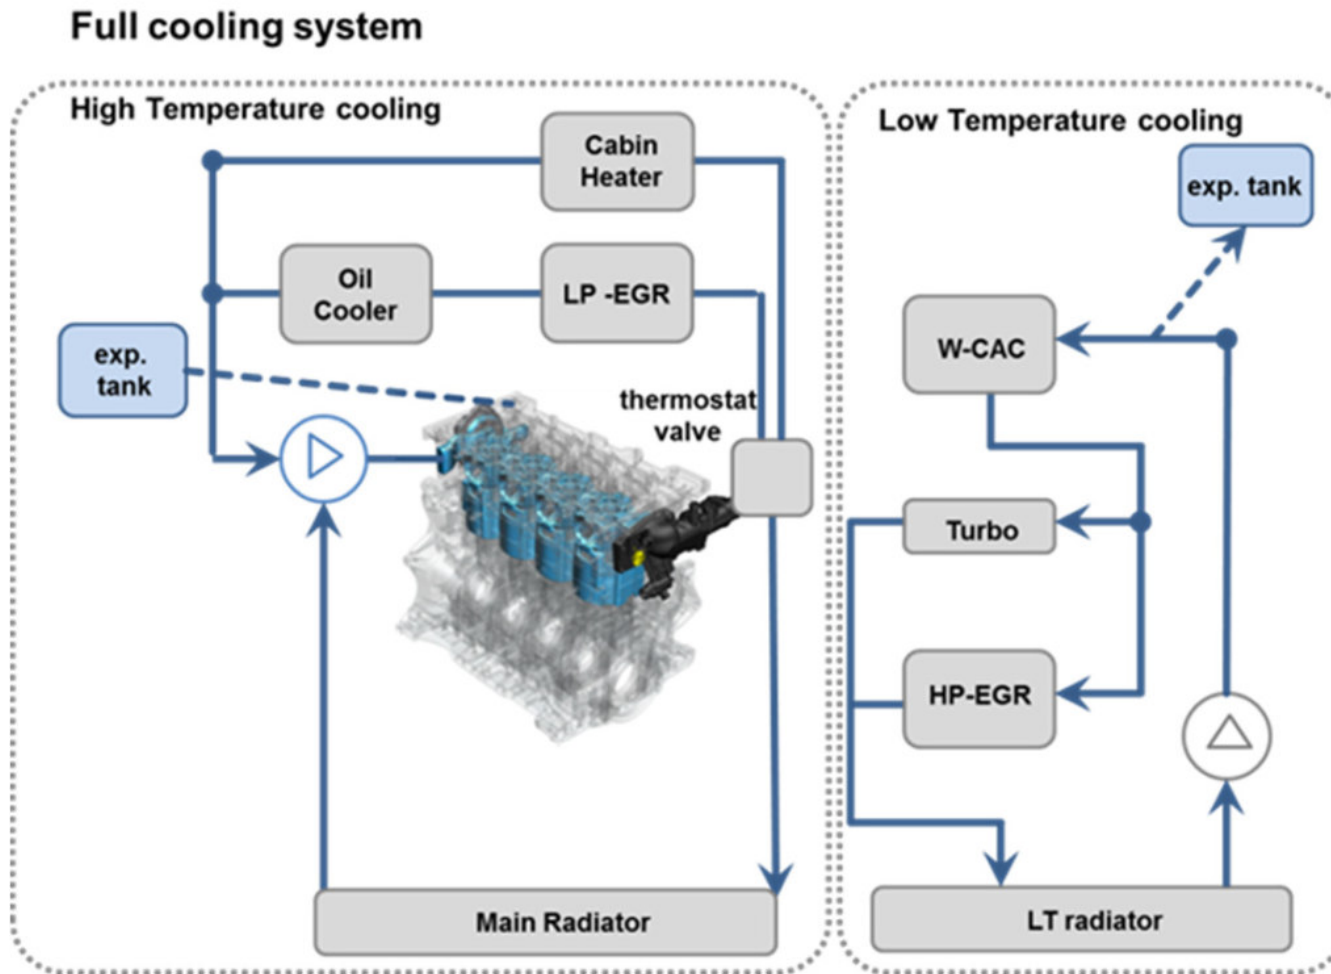 Full cooling system
High Temperature cooling
Cabin
Heater
Oil
Cooler
LP -EGR
exp.
tank
thermostat
valve
Main Radiator
Low Temperature cooling
exp. tank
W-CAC
Turbo
HP-EGR
LT radiator